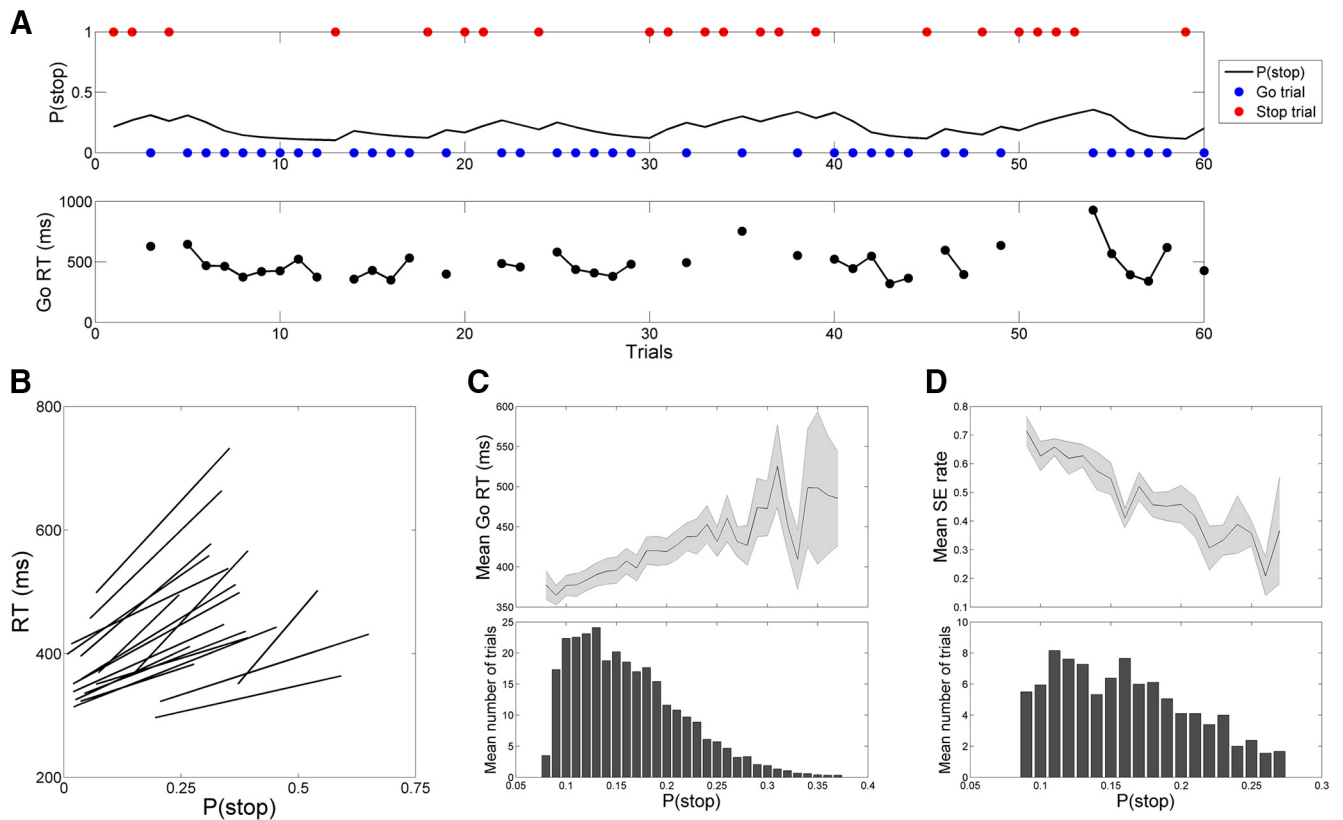 A
P(stop)
1
0.5
0
0 10 20 30 40 50 60
P(stop)
Go trial
Stop trial
Go RT (ms)
1000
500
0
0 10 20 30 40 50 60
Trials
B
RT (ms)
800
600
400
200
0 0.25 0.5 0.75
P(stop)
C
Mean Go RT (ms)
600
550
500
450
400
350
Mean number of trials
25
20
15
10
5
0
0.05 0.1 0.15 0.2 0.25 0.3 0.35 0.4
P(stop)
D
Mean SE rate
0.8
0.7
0.6
0.5
0.4
0.3
0.2
0.1
Mean number of trials
10
8
6
4
2
0
0.05 0.1 0.15 0.2 0.25 0.3
P(stop)